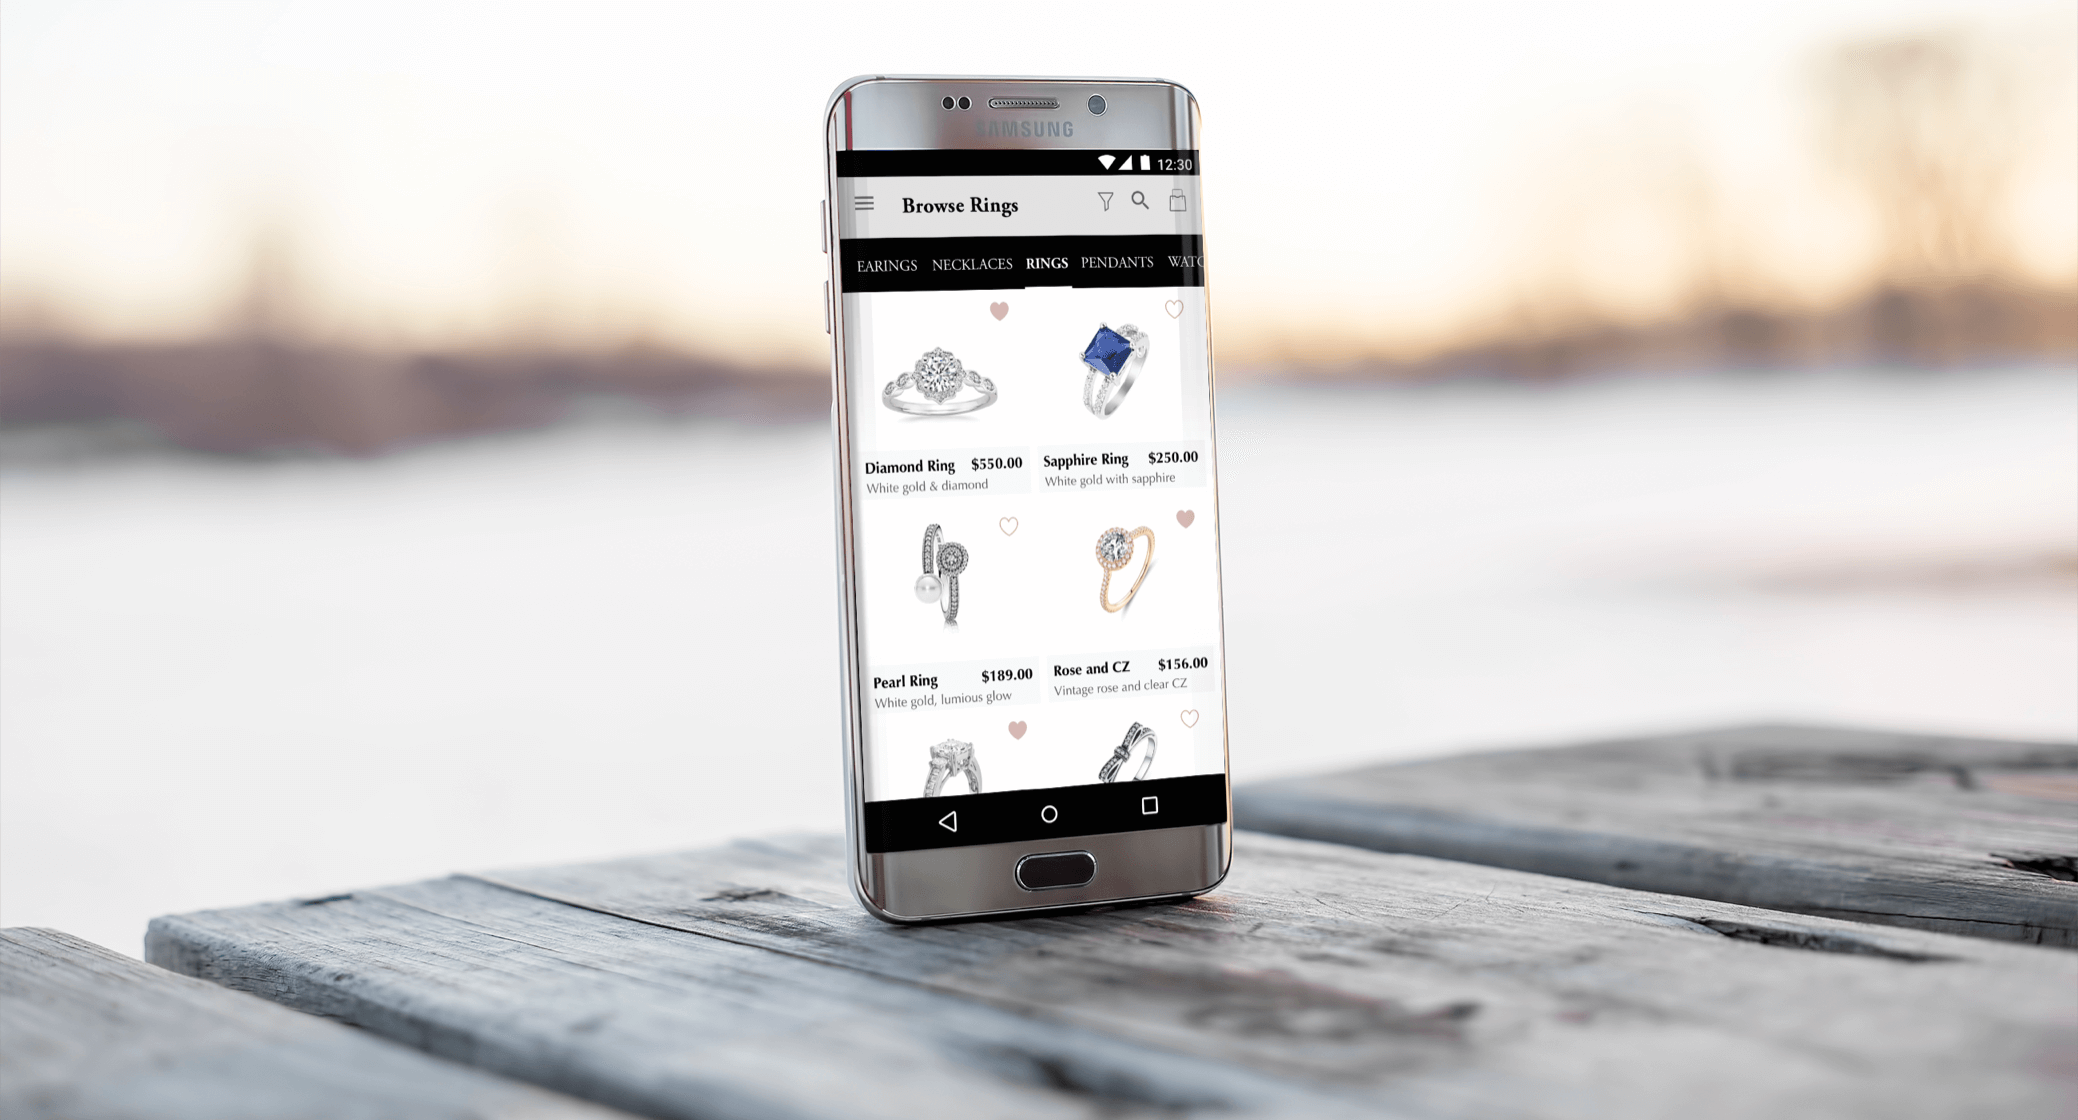 SAMSUNG
12:30
Browse Rings
EARINGS NECKLACES RINGS PENDANTS WATC
Diamond Ring $550.00
White gold & diamond
Sapphire Ring $250.00
White gold with sapphire
Pearl Ring $189.00
White gold, lumious glow
Rose and CZ $156.00
Vintage rose and clear CZ